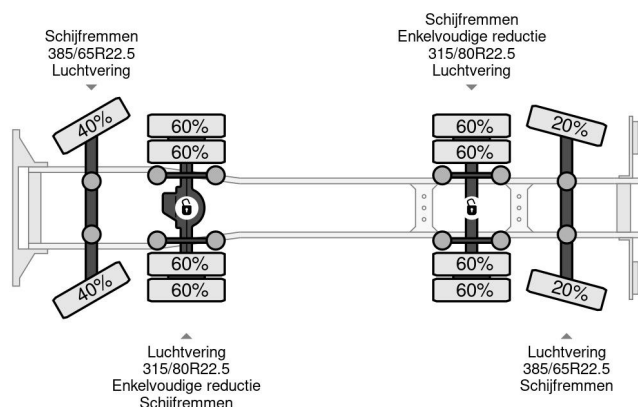 Schijfremmen
385/65R22.5
Luchtvering
Schijfremmen
Enkelvoudige reductie
315/80R22.5
Luchtvering
40%
60%
60%
60%
60%
20%
40%
60%
60%
60%
60%
20%
Luchtvering
315/80R22.5
Enkelvoudige reductie
Schijfremmen
Luchtvering
385/65R22.5
Schijfremmen